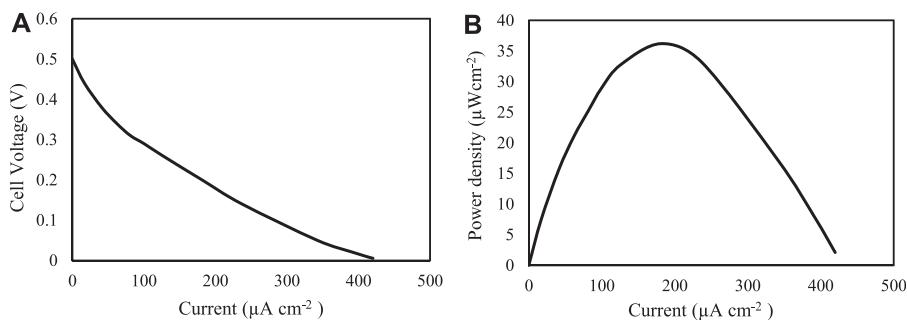 A
0.6
0.5
0.4
0.3
0.2
0.1
0
Cell Voltage (V)
0 100 200 300 400 500
Current (µA cm-2 )
B
40
35
30
25
20
15
10
5
0
Power density (µWcm-2)
0 100 200 300 400 500
Current (µA cm-2 )